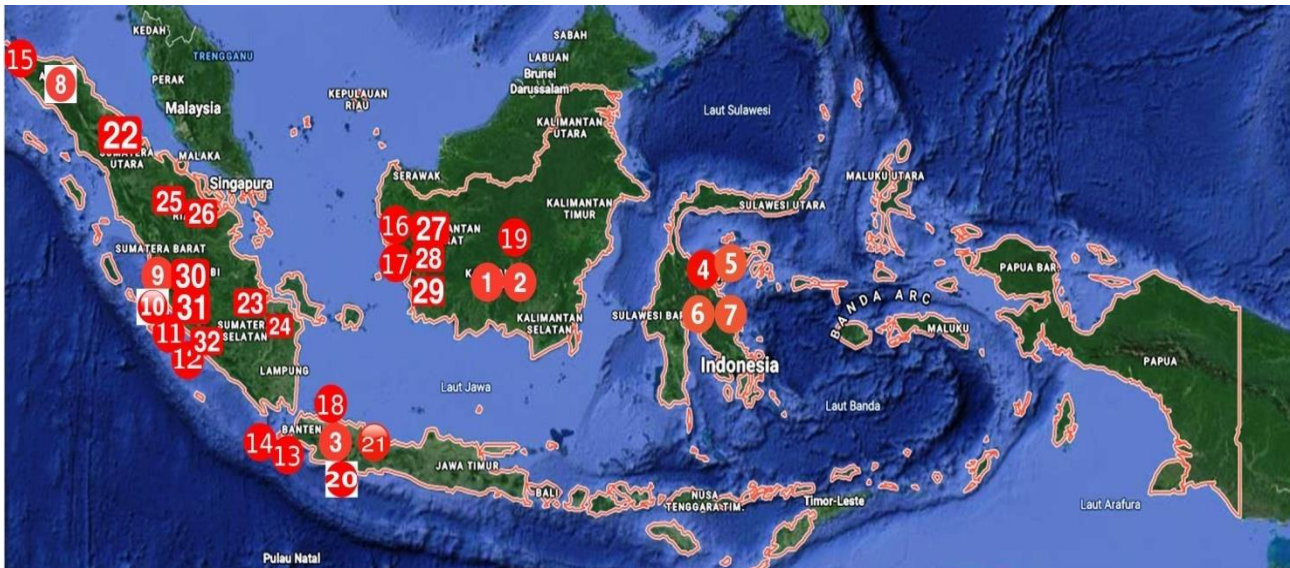 KEDAH
TRENGGANU
PERAK
Malaysia
MALAKA
Singapura
KEPULAUAN
RIAU
SABAH
LABUAN
Brunei
Darussalam
KALIMANTAN
UTARA
SERAWAK
KALIMANTAN
TIMUR
KALIMANTAN
SELATAN
Laut Sulawesi
SULAWESI UTARA
MALUKU UTARA
PAPUA BAR.
PAPUA
MALUKU
BANDA ARC
Laut Banda
Laut Arafura
Indonesia
SULAWESI BAR
SUMATERA
UTARA
SUMATERA BARAT
SUMATER
SELATAN
LAMPUNG
BANTEN
Laut Jawa
JAWA TIMUR
BALI
NUSA
TENGGARA TIM.
Timor-Leste
Pulau Natal
15
8
22
25
26
9
30
10
31
11
32
12
23
24
16
27
17
28
29
19
1
2
4
5
6
7
18
14
13
3
21
20